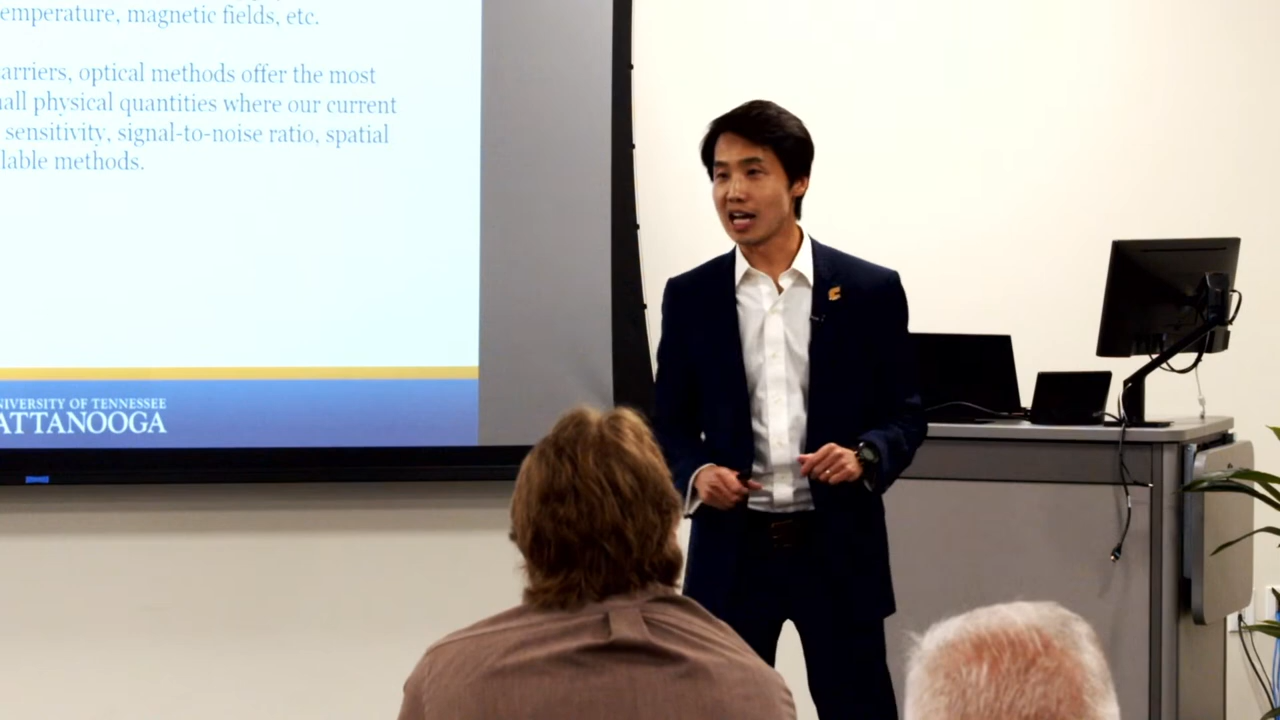 emperature, magnetic fields, etc.
arriers, optical methods offer the most
all physical quantities where our current
sensitivity, signal-to-noise ratio, spatial
lable methods.
NIVERSITY OF TENNESSEE
ATTANOOGA